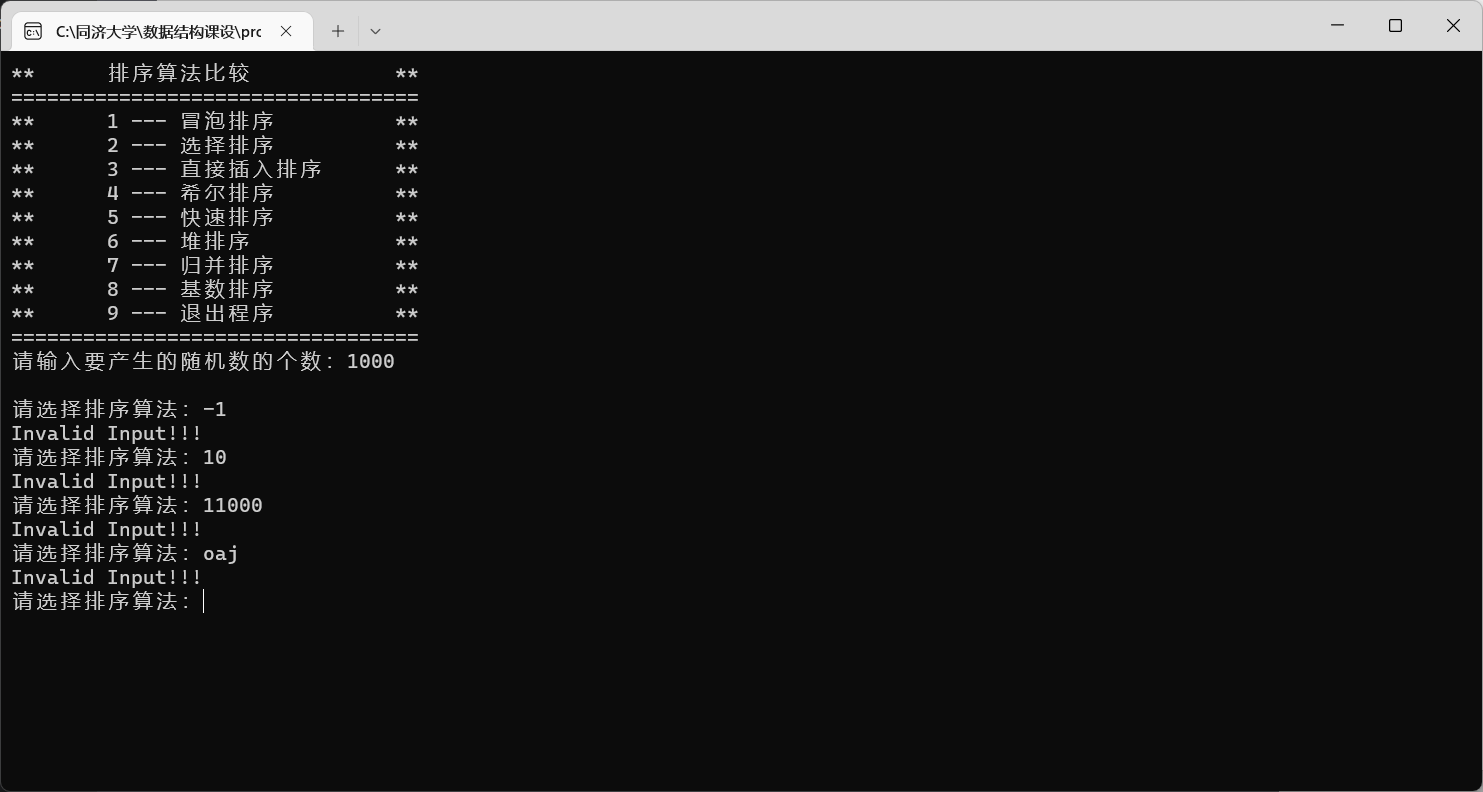 C:\同济大学\数据结构课设\prc
**      排序算法比较            **
==================================
**      1 --- 冒泡排序          **
**      2 --- 选择排序          **
**      3 --- 直接插入排序      **
**      4 --- 希尔排序          **
**      5 --- 快速排序          **
**      6 --- 堆排序            **
**      7 --- 归并排序          **
**      8 --- 基数排序          **
**      9 --- 退出程序          **
==================================
请输入要产生的随机数的个数：1000
请选择排序算法：-1
Invalid Input!!!
请选择排序算法：10
Invalid Input!!!
请选择排序算法：11000
Invalid Input!!!
请选择排序算法：oaj
Invalid Input!!!
请选择排序算法：